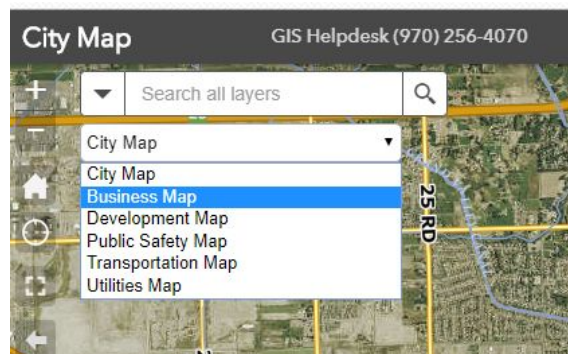 City Map
GIS Helpdesk (970) 256-4070
Search all layers
City Map
City Map
Business Map
Development Map
Public Safety Map
Transportation Map
Utilities Map
25 RD